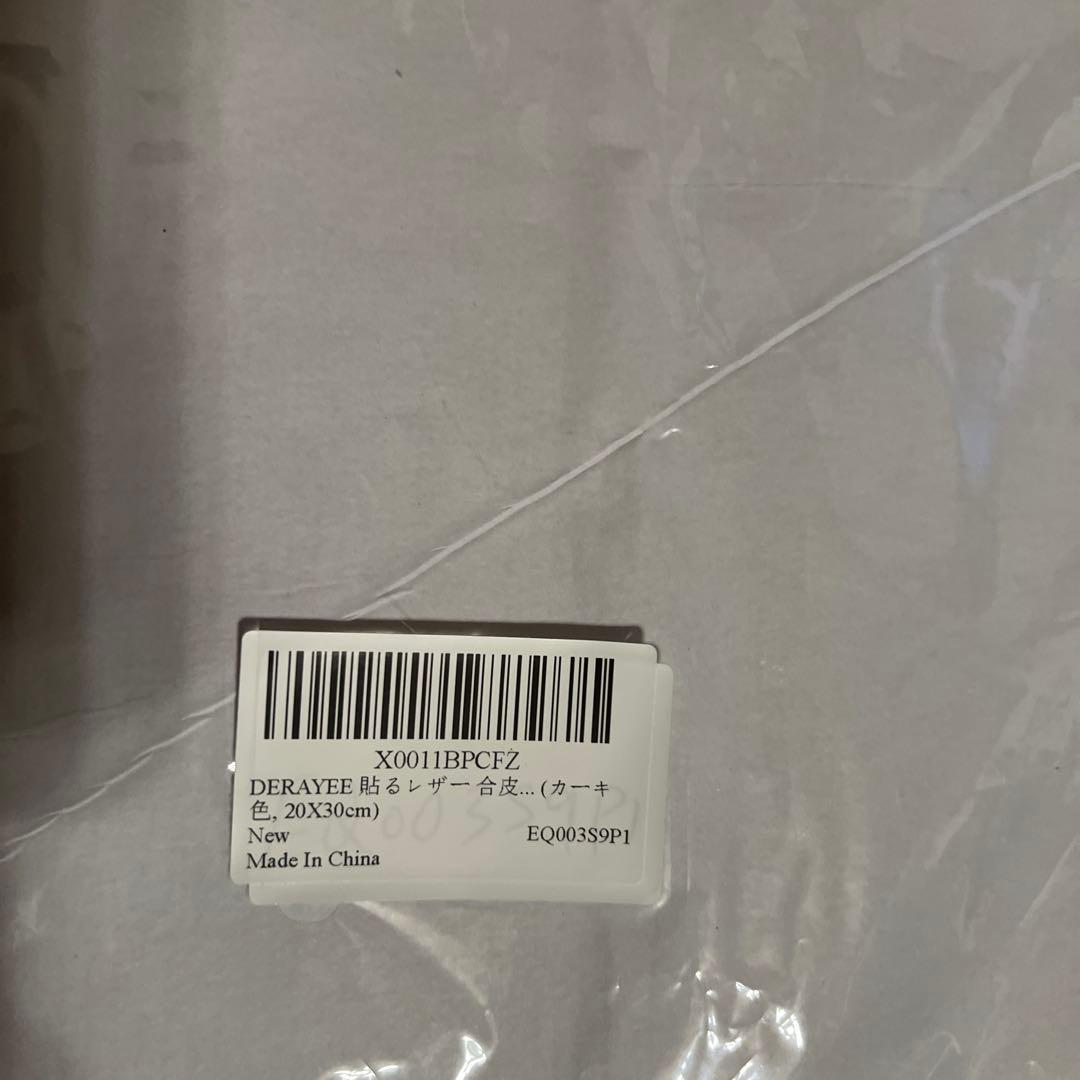 X0011BPCFZ
DERAYEE 貼るレザー 合皮... (カーキ
色, 20X30cm)
New EQ003S9P1
Made In China